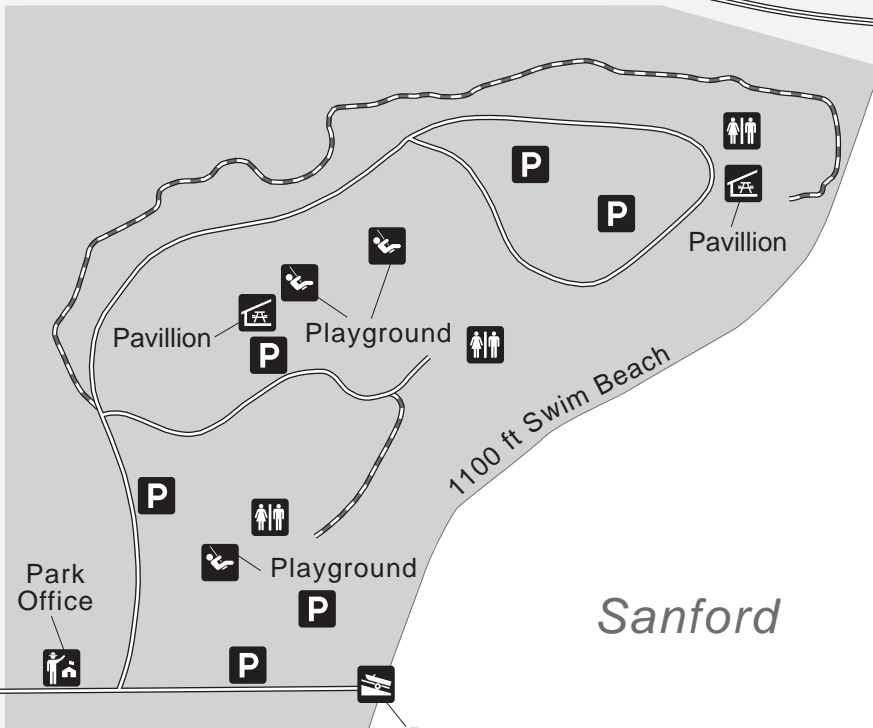 P
P
Pavillion
Pavillion
Playground
P
1100 ft Swim Beach
P
Playground
Park
Office
P
P
Sanford